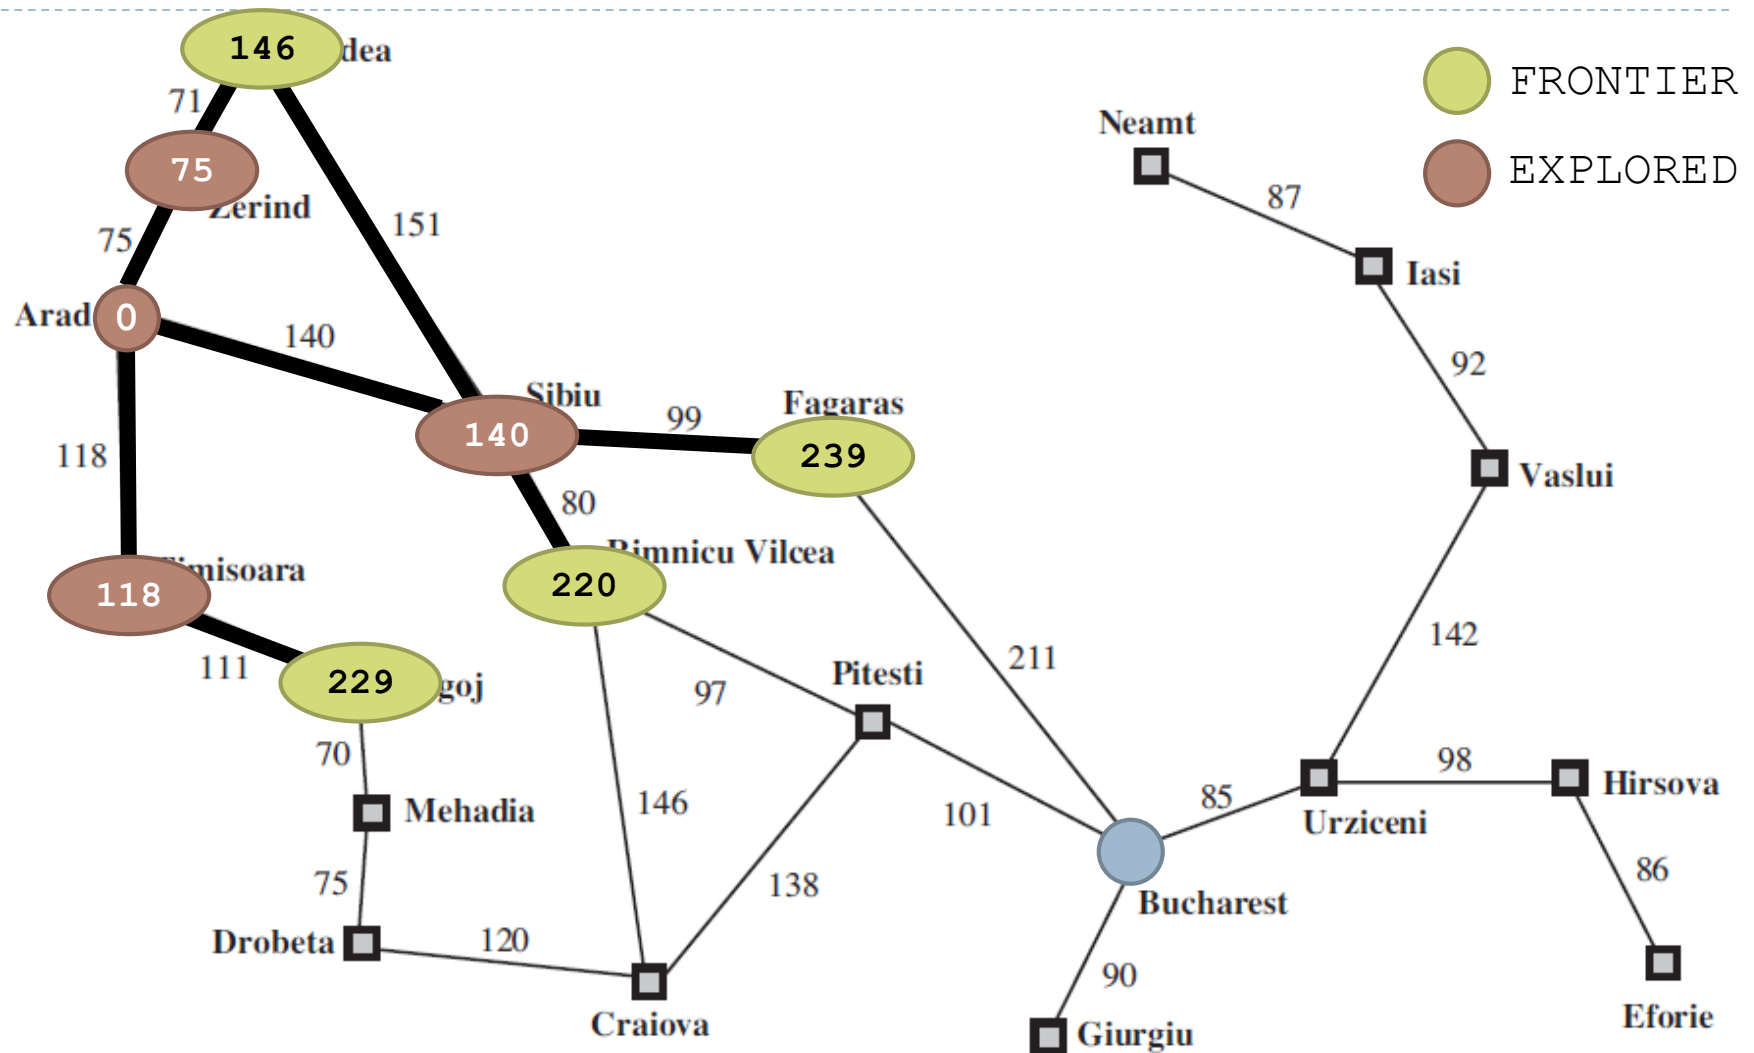 146
dea
FRONTIER
71
Neamt
75
EXPLORED
87
Zerind
151
75
Iasi
Arad
0
140
92
Sibiu
Fagaras
99
140
239
118
Vaslui
80
Rimnicu Vilcea
imisoara
118
220
142
211
111
229
goj
Pitesti
97
70
98
Hirsova
85
146
Mehadia
101
Urziceni
75
138
86
Bucharest
Drobeta
120
90
Craiova
Giurgiu
Eforie